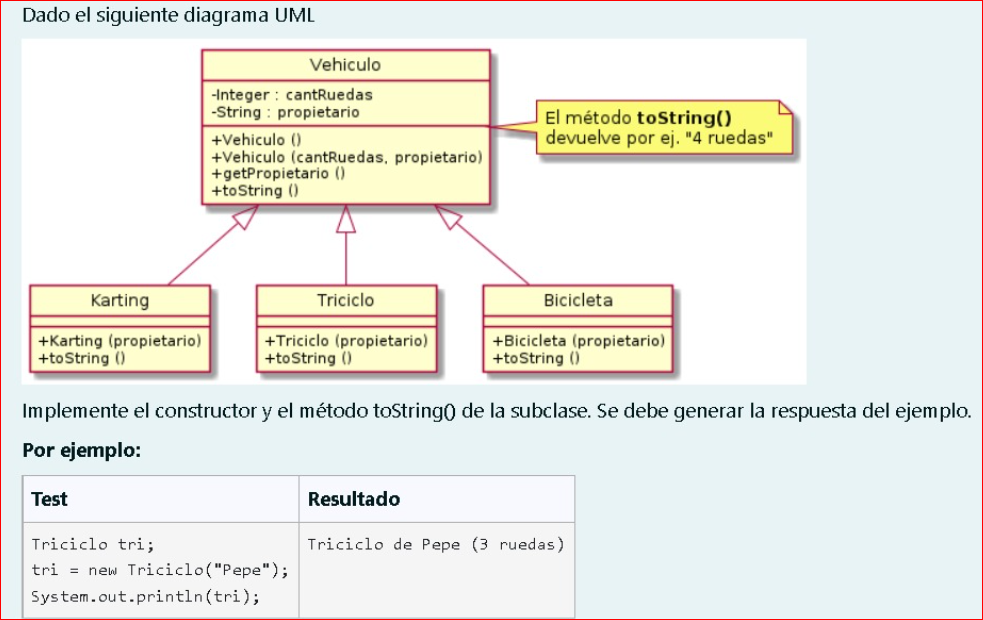 Dado el siguiente diagrama UML
Vehiculo
-Integer : cantRuedas
-String : propietario
+Vehiculo ()
+Vehiculo (cantRuedas, propietario)
+getPropietario ()
+toString ()
El método toString()
devuelve por ej. "4 ruedas"
Karting
+Karting (propietario)
+toString ()
Triciclo
+Triciclo (propietario)
+toString ()
Bicicleta
+Bicicleta (propietario)
+toString ()
Implemente el constructor y el método toString() de la subclase. Se debe generar la respuesta del ejemplo.
Por ejemplo:
Test
Resultado
Triciclo tri;
tri = new Triciclo("Pepe");
System.out.println(tri);
Triciclo de Pepe (3 ruedas)